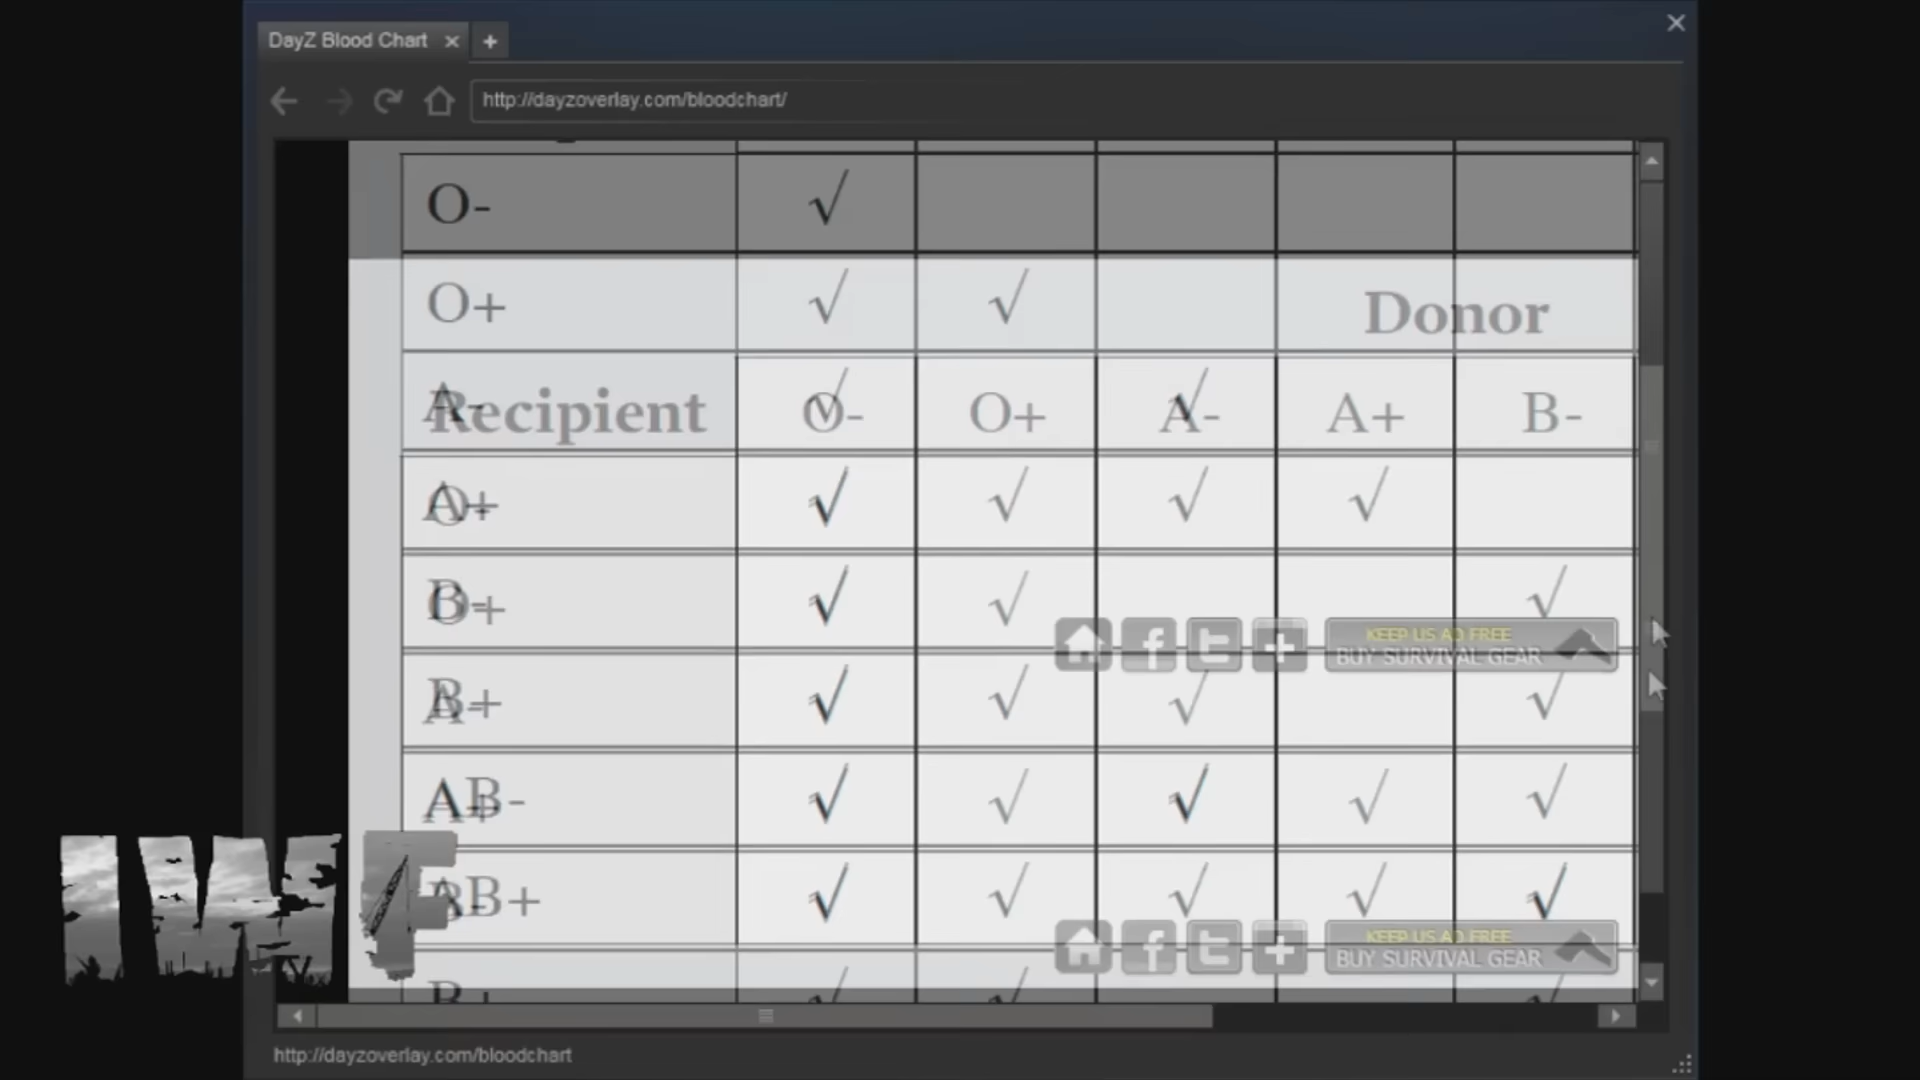 DayZ Blood Chart
http://dayzoverlay.com/bloodchart/
O- √
O+ √ √ Donor
A- Recipient √ O- O+ √ A- A+ B-
A+ O- √ √ √ √
B- O+ √ √ √
KEEP US AD FREE
BUY SURVIVAL GEAR
B+ A- √ √ √ √
AB- A+ √ √ √ √ √
AB+ B- √ √ √ √ √
KEEP US AD FREE
BUY SURVIVAL GEAR
B+ √ √ √
http://dayzoverlay.com/bloodchart